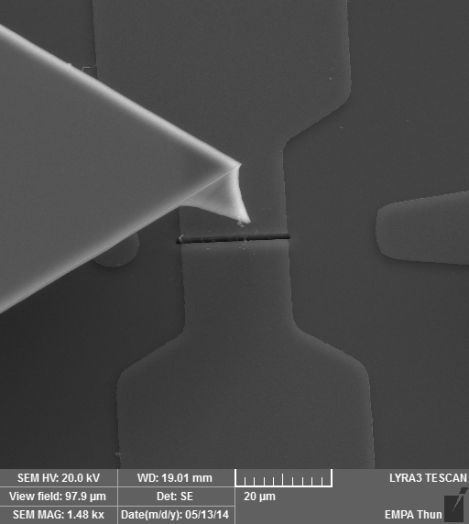 SEM HV: 20.0 kV
WD: 19.01 mm
LYRA3 TESCAN
View field: 97.9 µm
Det: SE
20 µm
SEM MAG: 1.48 kx
Date(m/d/y): 05/13/14
EMPA Thun